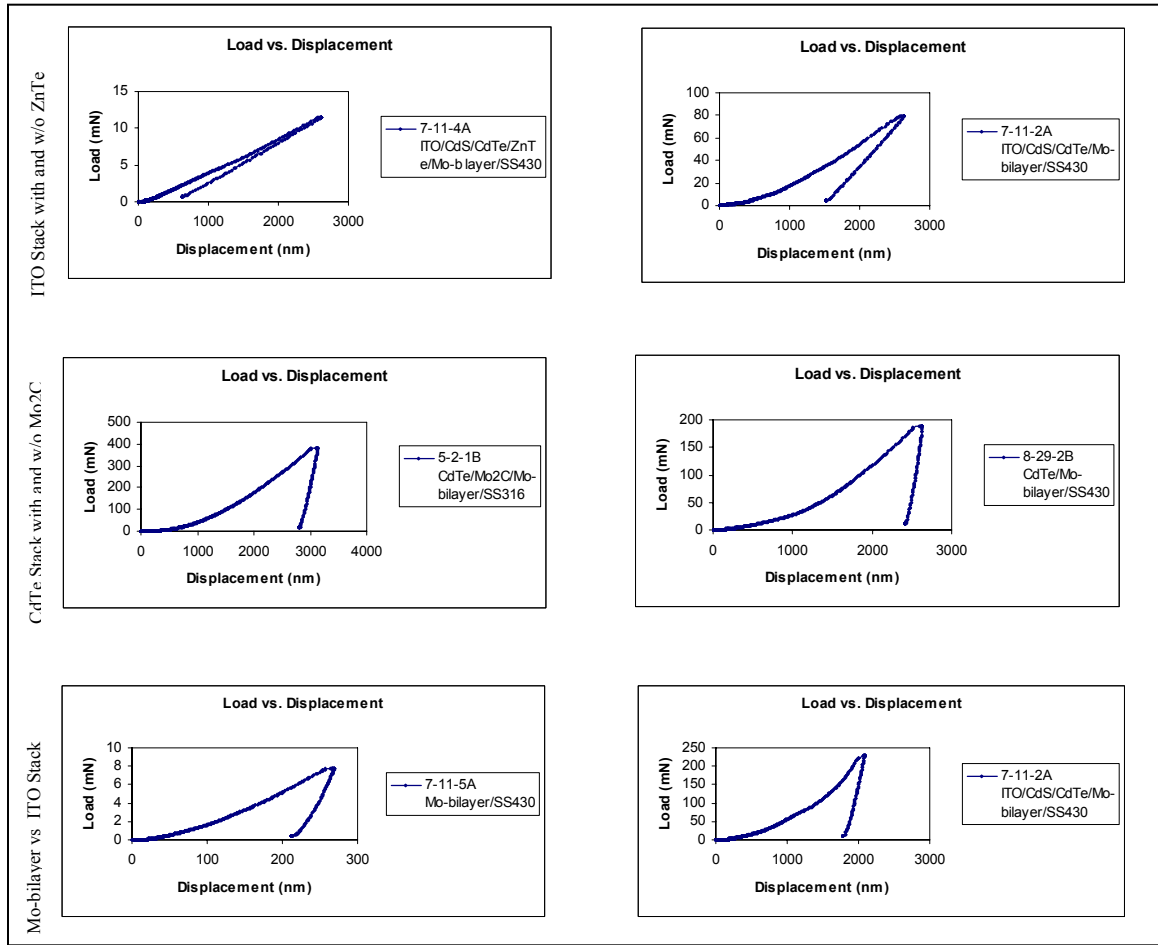 ITO Stack with and w/o ZnTe
Load vs. Displacement
Load (mN)
15
10
5
0
0 1000 2000 3000
Displacement (nm)
7-11-4A
ITO/CdS/CdTe/ZnT
e/Mo-bilayer/SS430
Load vs. Displacement
Load (mN)
100
80
60
40
20
0
0 1000 2000 3000
Displacement (nm)
7-11-2A
ITO/CdS/CdTe/Mo-
bilayer/SS430
CdTe Stack with and w/o Mo2C
Load vs. Displacement
Load (mN)
500
400
300
200
100
0
0 1000 2000 3000 4000
Displacement (nm)
5-2-1B
CdTe/Mo2C/Mo-
bilayer/SS316
Load vs. Displacement
Load (mN)
200
150
100
50
0
0 1000 2000 3000
Displacement (nm)
8-29-2B
CdTe/Mo-
bilayer/SS430
Mo-bilayer vs ITO Stack
Load vs. Displacement
Load (mN)
10
8
6
4
2
0
0 100 200 300
Displacement (nm)
7-11-5A
Mo-bilayer/SS430
Load vs. Displacement
Load (mN)
250
200
150
100
50
0
0 1000 2000 3000
Displacement (nm)
7-11-2A
ITO/CdS/CdTe/Mo-
bilayer/SS430